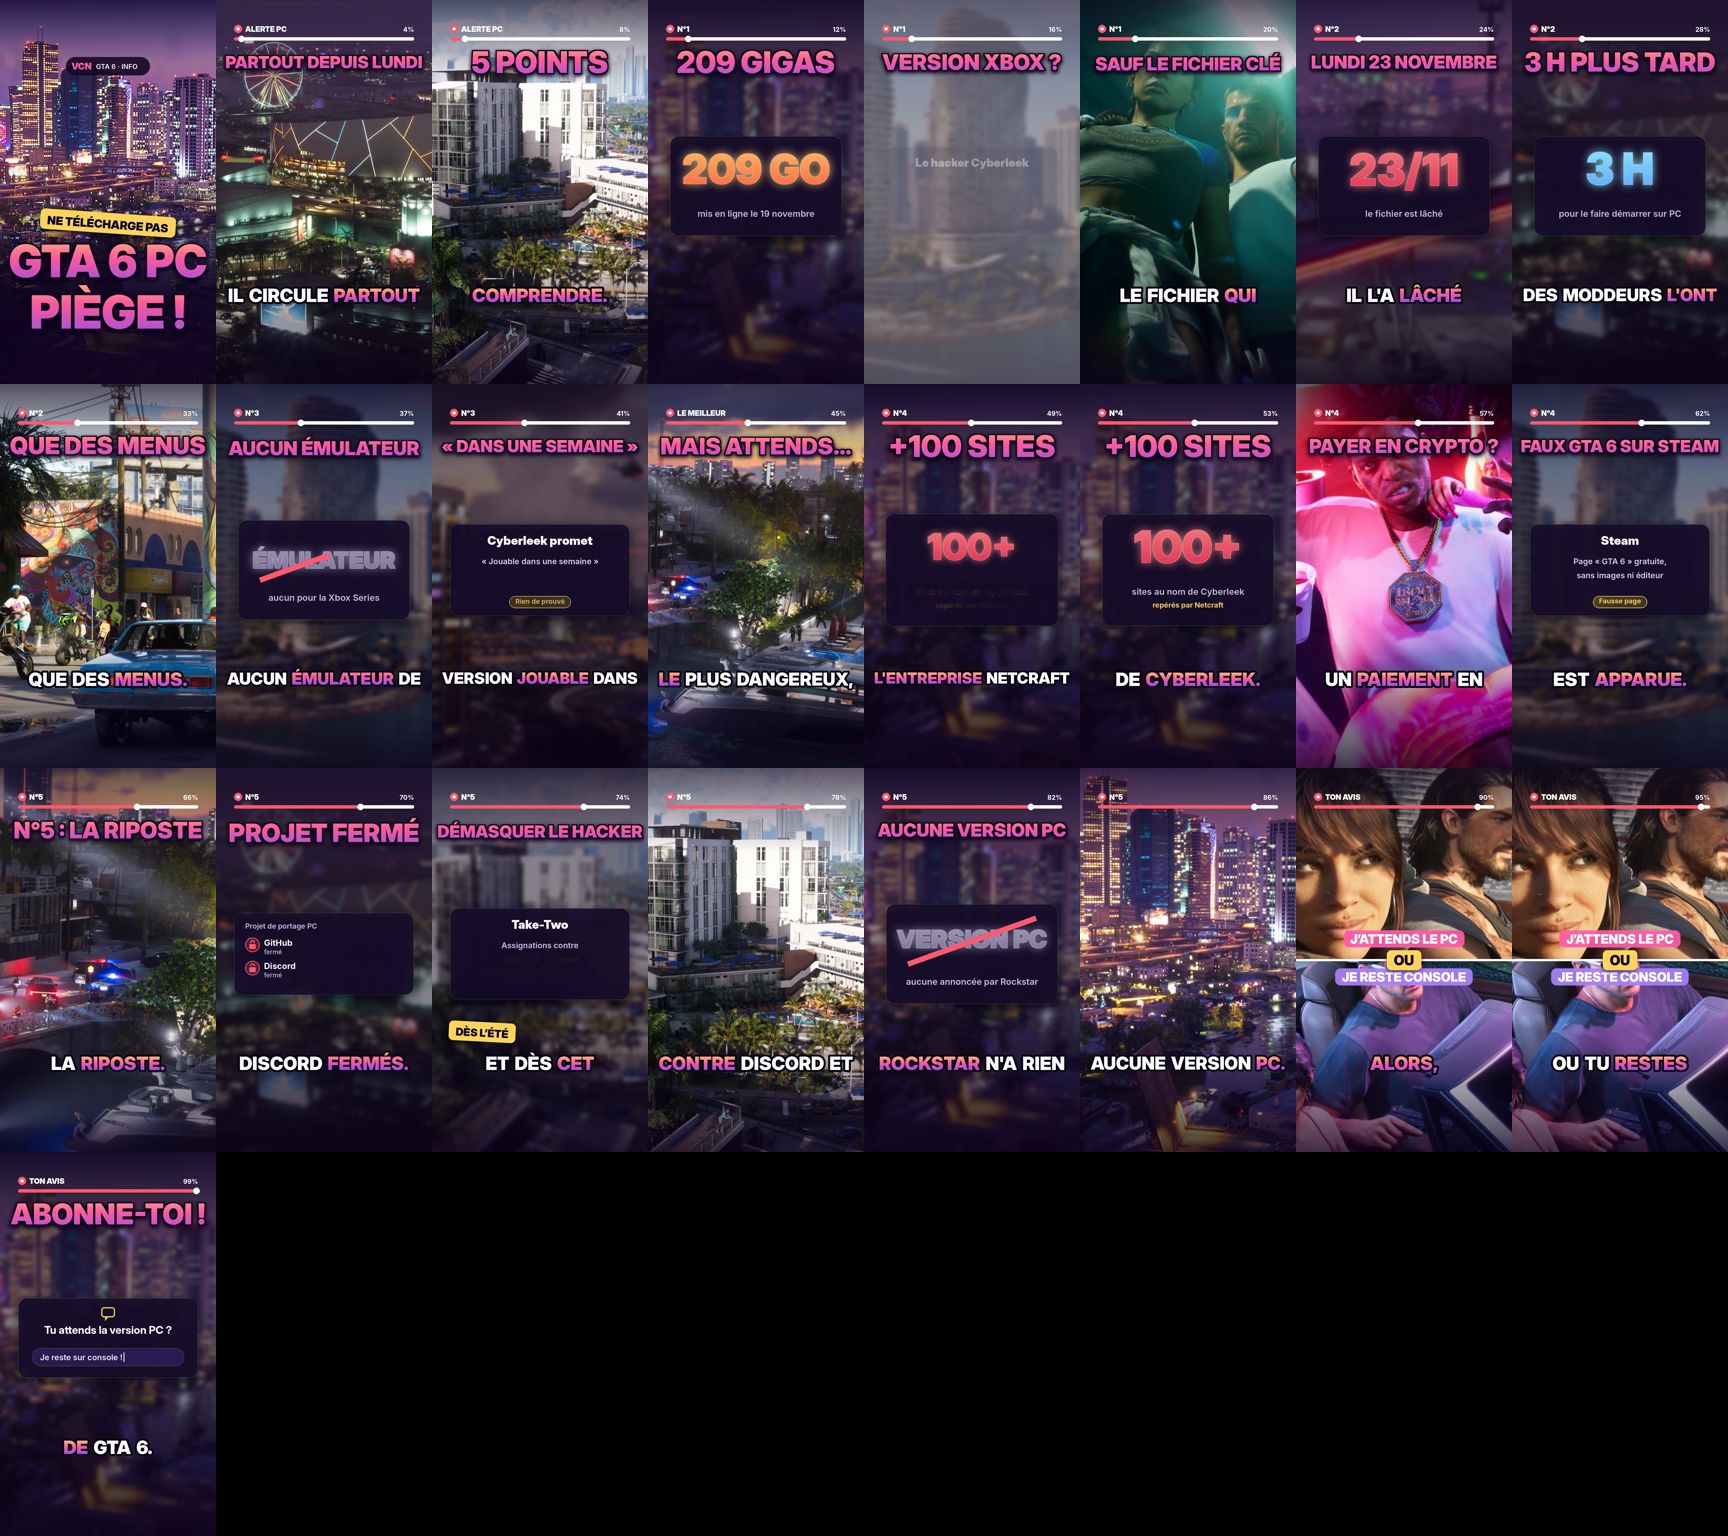 VCN GTA 6 · INFO
NE TÉLÉCHARGE PAS
GTA 6 PC
PIÈGE !
ALERTE PC 4%
PARTOUT DEPUIS LUNDI
IL CIRCULE PARTOUT
ALERTE PC 8%
5 POINTS
COMPRENDRE.
N°1 12%
209 GIGAS
209 GO
mis en ligne le 19 novembre
N°1 16%
VERSION XBOX ?
Le hacker Cyberleek
N°1 20%
SAUF LE FICHIER CLÉ
LE FICHIER QUI
N°2 24%
LUNDI 23 NOVEMBRE
23/11
le fichier est lâché
IL L'A LÂCHÉ
N°2 28%
3 H PLUS TARD
3 H
pour le faire démarrer sur PC
DES MODDEURS L'ONT
N°2 33%
QUE DES MENUS
QUE DES MENUS.
N°3 37%
AUCUN ÉMULATEUR
ÉMULATEUR
aucun pour la Xbox Series
AUCUN ÉMULATEUR DE
N°3 41%
« DANS UNE SEMAINE »
Cyberleek promet
« Jouable dans une semaine »
Rien de prouvé
VERSION JOUABLE DANS
LE MEILLEUR 45%
MAIS ATTENDS...
LE PLUS DANGEREUX,
N°4 49%
+100 SITES
100+
sites au nom de Cyberleek
repérés par Netcraft
L'ENTREPRISE NETCRAFT
N°4 53%
+100 SITES
100+
sites au nom de Cyberleek
repérés par Netcraft
DE CYBERLEEK.
N°4 57%
PAYER EN CRYPTO ?
UN PAIEMENT EN
N°4 62%
FAUX GTA 6 SUR STEAM
Steam
Page « GTA 6 » gratuite,
sans images ni éditeur
Fausse page
EST APPARUE.
N°5 66%
N°5 : LA RIPOSTE
LA RIPOSTE.
N°5 70%
PROJET FERMÉ
Projet de portage PC
GitHub
fermé
Discord
fermé
DISCORD FERMÉS.
N°5 74%
DÉMASQUER LE HACKER
Take-Two
Assignations contre
DÈS L'ÉTÉ
ET DÈS CET
N°5 78%
CONTRE DISCORD ET
N°5 82%
AUCUNE VERSION PC
VERSION PC
aucune annoncée par Rockstar
ROCKSTAR N'A RIEN
N°5 86%
AUCUNE VERSION PC.
TON AVIS 90%
J'ATTENDS LE PC
OU
JE RESTE CONSOLE
ALORS,
TON AVIS 95%
J'ATTENDS LE PC
OU
JE RESTE CONSOLE
OU TU RESTES
TON AVIS 99%
ABONNE-TOI !
Tu attends la version PC ?
Je reste sur console !
DE GTA 6.